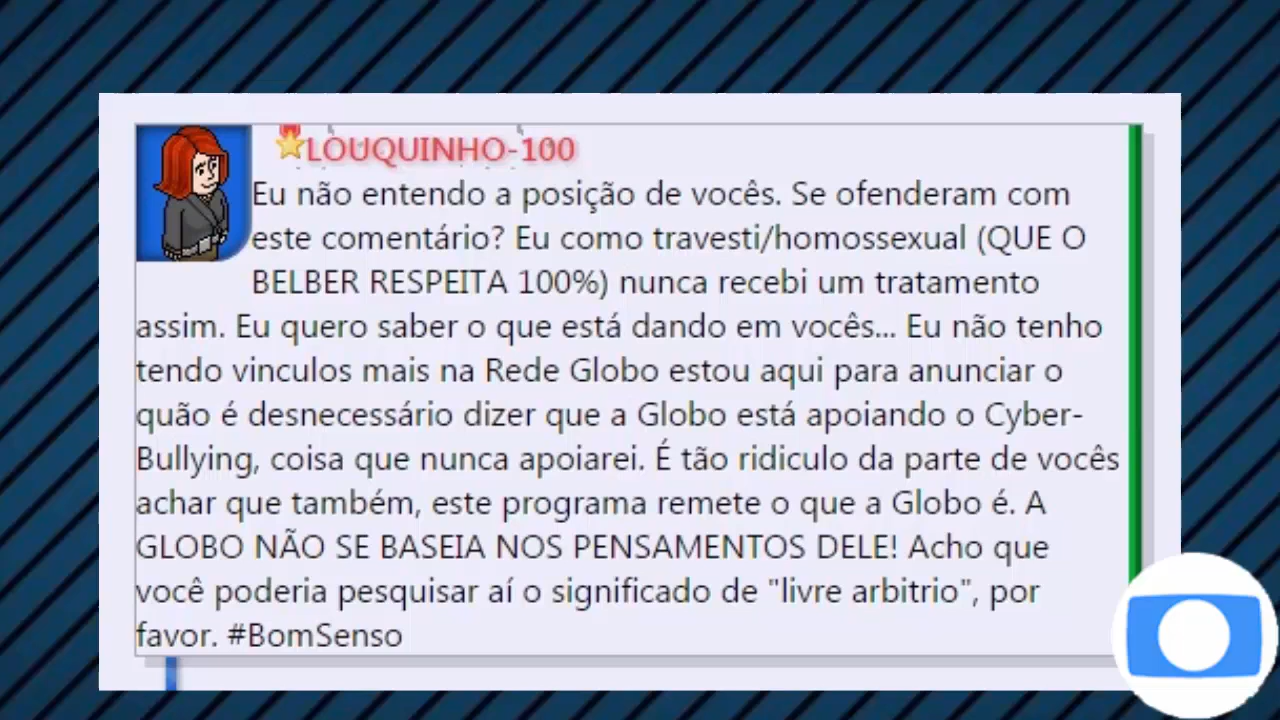 LOUQUINHO-100
Eu não entendo a posição de vocês. Se ofenderam com
este comentário? Eu como travesti/homossexual (QUE O
BELBER RESPEITA 100%) nunca recebi um tratamento
assim. Eu quero saber o que está dando em vocês... Eu não tenho
tendo vinculos mais na Rede Globo estou aqui para anunciar o
quão é desnecessário dizer que a Globo está apoiando o Cyber-
Bullying, coisa que nunca apoiarei. É tão ridiculo da parte de vocês
achar que também, este programa remete o que a Globo é. A
GLOBO NÃO SE BASEIA NOS PENSAMENTOS DELE! Acho que
você poderia pesquisar aí o significado de "livre arbitrio", por
favor. #BomSenso